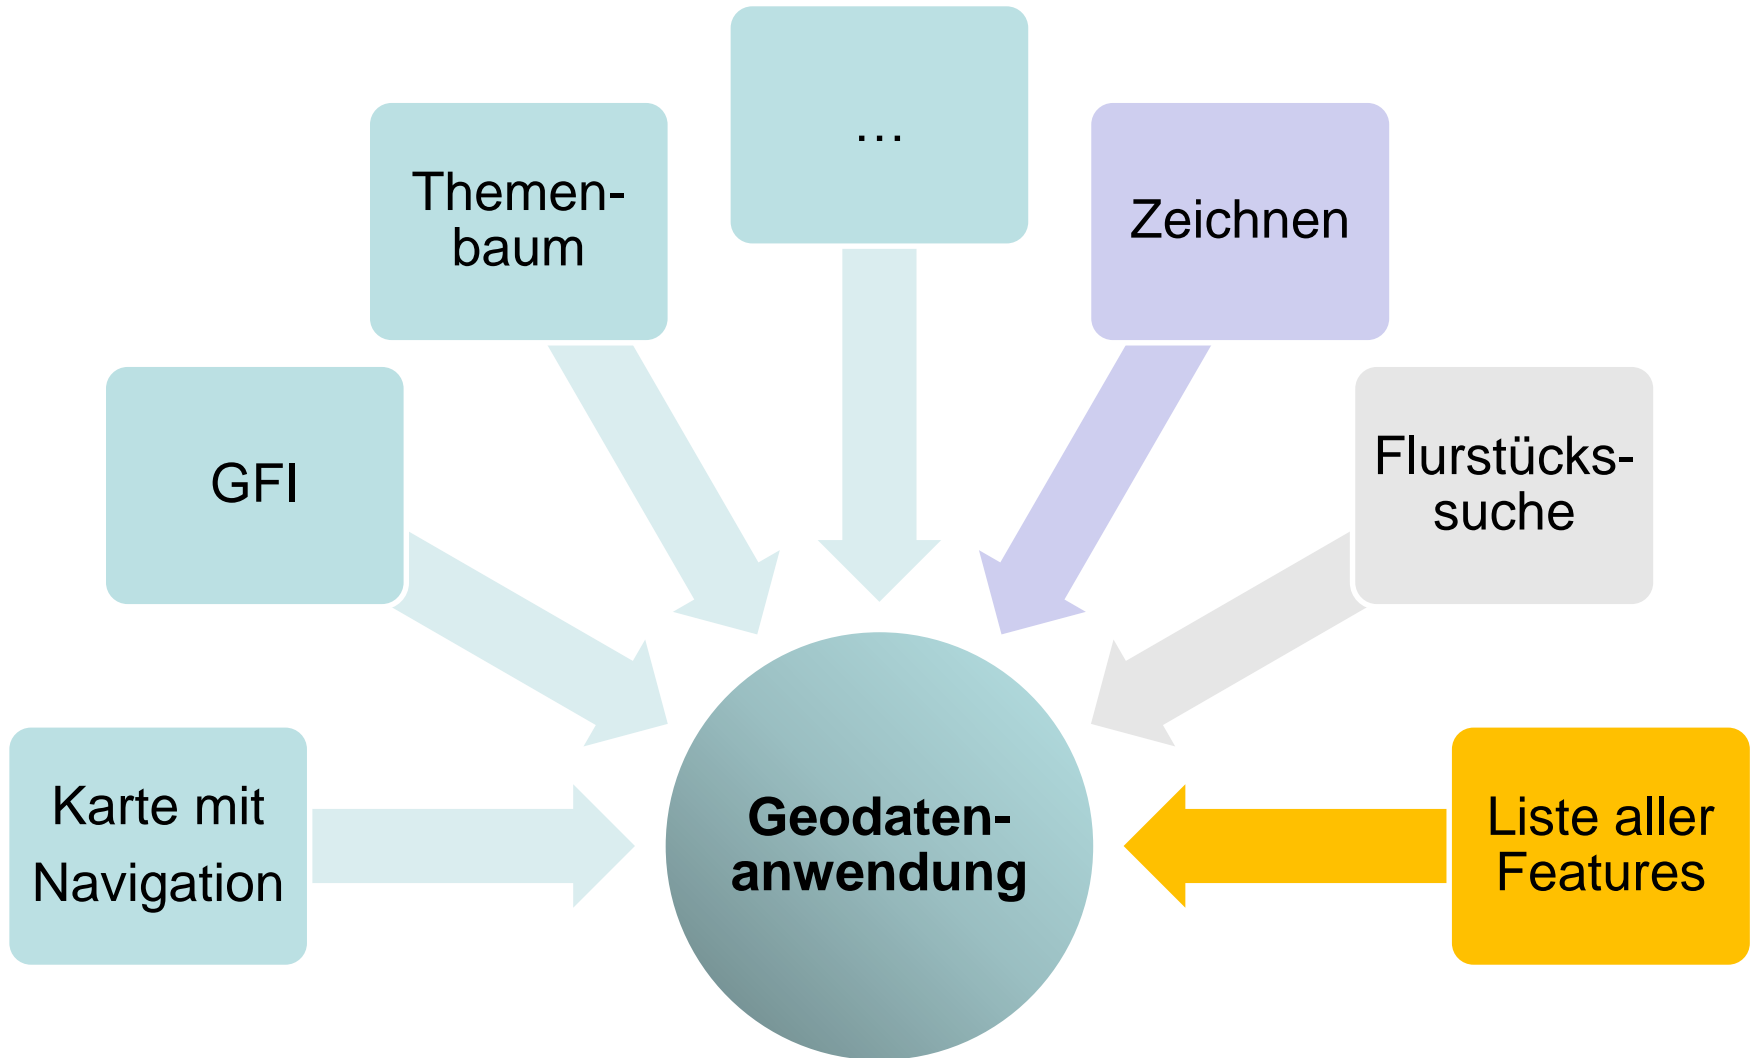 …
Themen-
baum
Zeichnen
GFI
Flurstücks-
suche
Karte mit
Navigation
Geodaten-
anwendung
Liste aller
Features